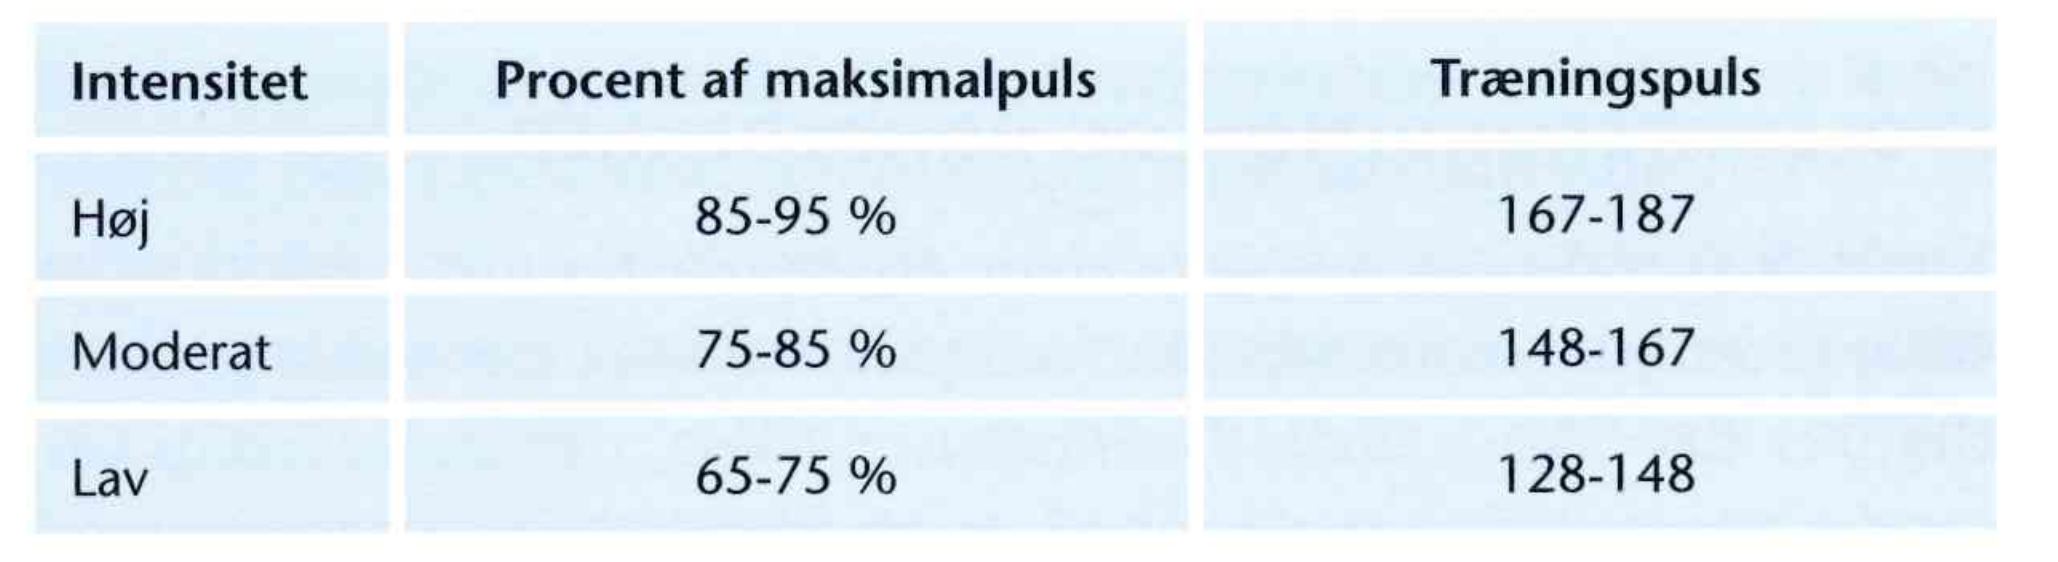 Intensitet Procent af maksimalpuls Træningspuls
Høj 85-95 % 167-187
Moderat 75-85 % 148-167
Lav 65-75 % 128-148